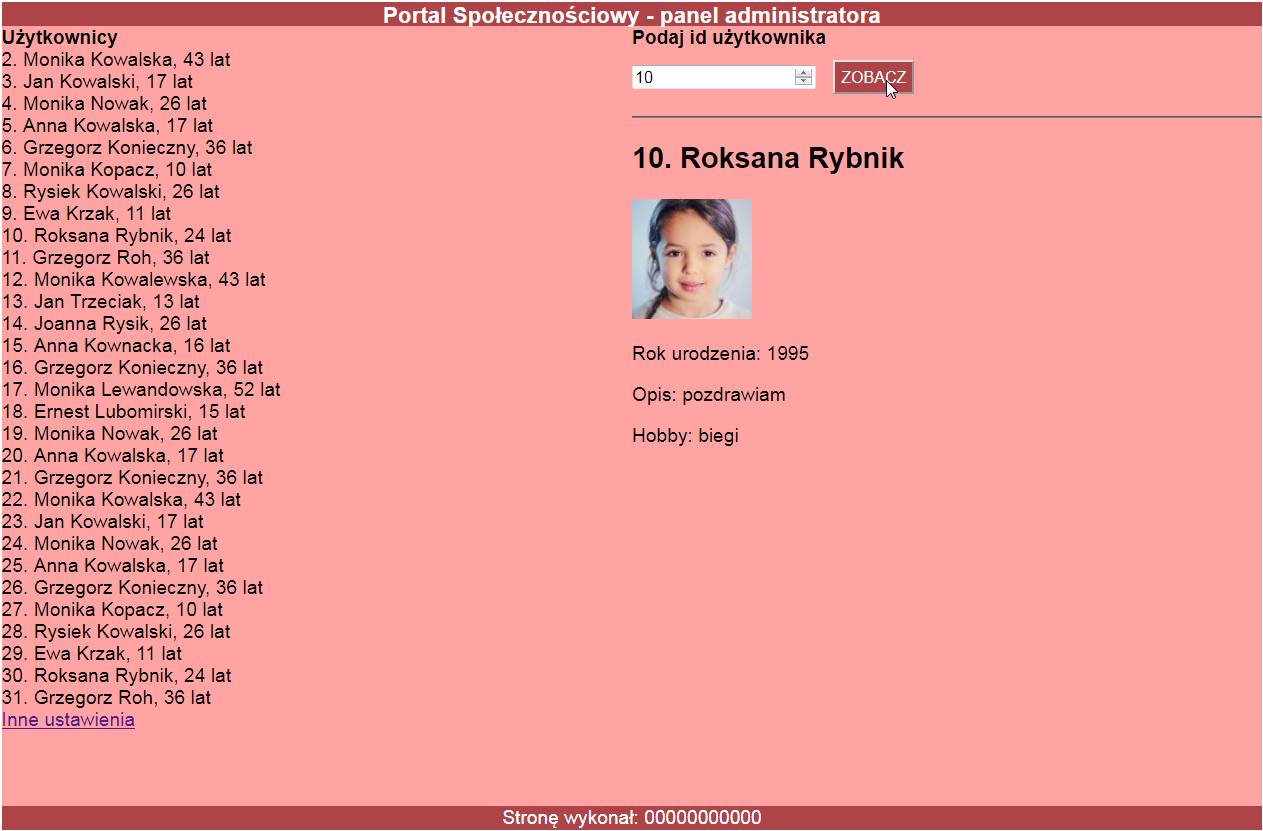 Portal Społecznościowy - panel administratora
Użytkownicy
2. Monika Kowalska, 43 lat
3. Jan Kowalski, 17 lat
4. Monika Nowak, 26 lat
5. Anna Kowalska, 17 lat
6. Grzegorz Konieczny, 36 lat
7. Monika Kopacz, 10 lat
8. Rysiek Kowalski, 26 lat
9. Ewa Krzak, 11 lat
10. Roksana Rybnik, 24 lat
11. Grzegorz Roh, 36 lat
12. Monika Kowalewska, 43 lat
13. Jan Trzeciak, 13 lat
14. Joanna Rysik, 26 lat
15. Anna Kownacka, 16 lat
16. Grzegorz Konieczny, 36 lat
17. Monika Lewandowska, 52 lat
18. Ernest Lubomirski, 15 lat
19. Monika Nowak, 26 lat
20. Anna Kowalska, 17 lat
21. Grzegorz Konieczny, 36 lat
22. Monika Kowalska, 43 lat
23. Jan Kowalski, 17 lat
24. Monika Nowak, 26 lat
25. Anna Kowalska, 17 lat
26. Grzegorz Konieczny, 36 lat
27. Monika Kopacz, 10 lat
28. Rysiek Kowalski, 26 lat
29. Ewa Krzak, 11 lat
30. Roksana Rybnik, 24 lat
31. Grzegorz Roh, 36 lat
Inne ustawienia
Podaj id użytkownika
10
ZOBACZ
10. Roksana Rybnik
Rok urodzenia: 1995
Opis: pozdrawiam
Hobby: biegi
Stronę wykonał: 00000000000